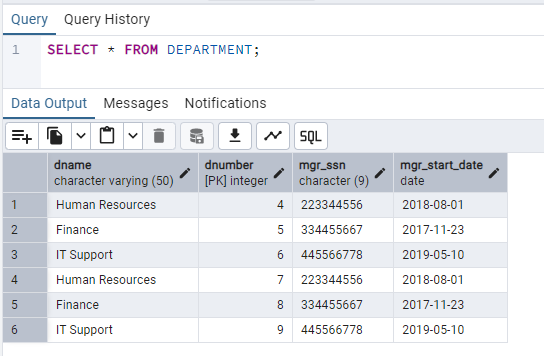 Query Query History
1 SELECT * FROM DEPARTMENT;
Data Output Messages Notifications
SQL
dname dnumber mgr_ssn mgr_start_date
character varying (50) [PK] integer character (9) date
1 Human Resources 4 223344556 2018-08-01
2 Finance 5 334455667 2017-11-23
3 IT Support 6 445566778 2019-05-10
4 Human Resources 7 223344556 2018-08-01
5 Finance 8 334455667 2017-11-23
6 IT Support 9 445566778 2019-05-10